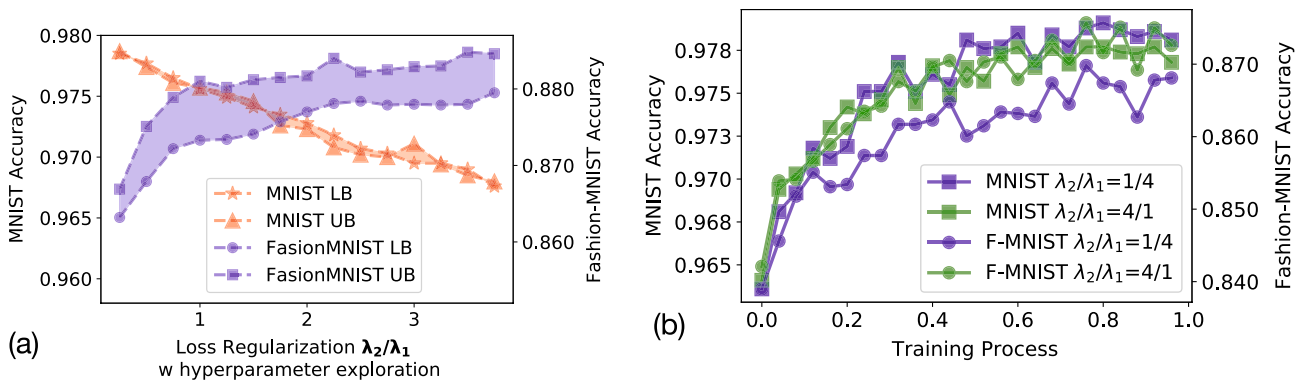 0.980
0.975
0.970
0.965
0.960
MNIST Accuracy
0.880
0.870
0.860
Fashion-MNIST Accuracy
MNIST LB
MNIST UB
FasionMNIST LB
FasionMNIST UB
1
2
3
Loss Regularization λ₂/λ₁
w hyperparameter exploration
(a)
0.978
0.975
0.973
0.970
0.968
0.965
MNIST Accuracy
0.870
0.860
0.850
0.840
Fashion-MNIST Accuracy
MNIST λ₂/λ₁=1/4
MNIST λ₂/λ₁=4/1
F-MNIST λ₂/λ₁=1/4
F-MNIST λ₂/λ₁=4/1
0.0
0.2
0.4
0.6
0.8
1.0
Training Process
(b)